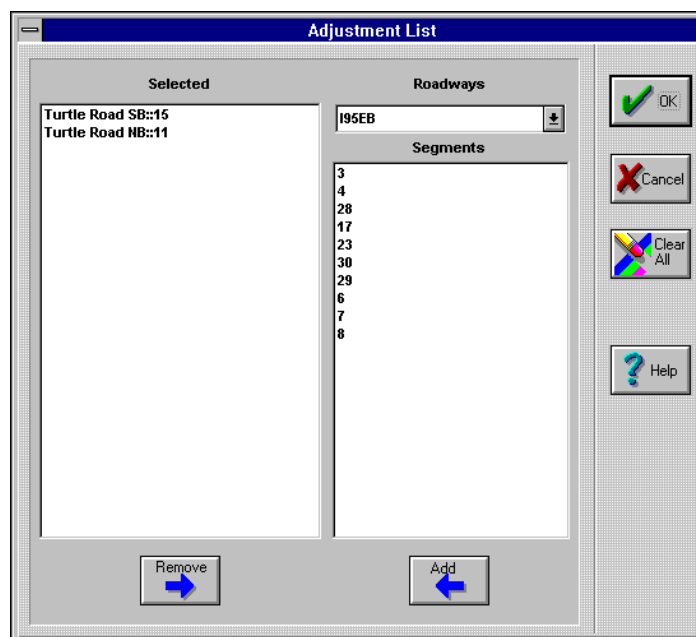 Adjustment List
Selected
Turtle Road SB::15
Turtle Road NB::11
Remove
Roadways
I95EB
Segments
3
4
28
17
23
30
29
6
7
8
Add
OK
Cancel
Clear
All
Help